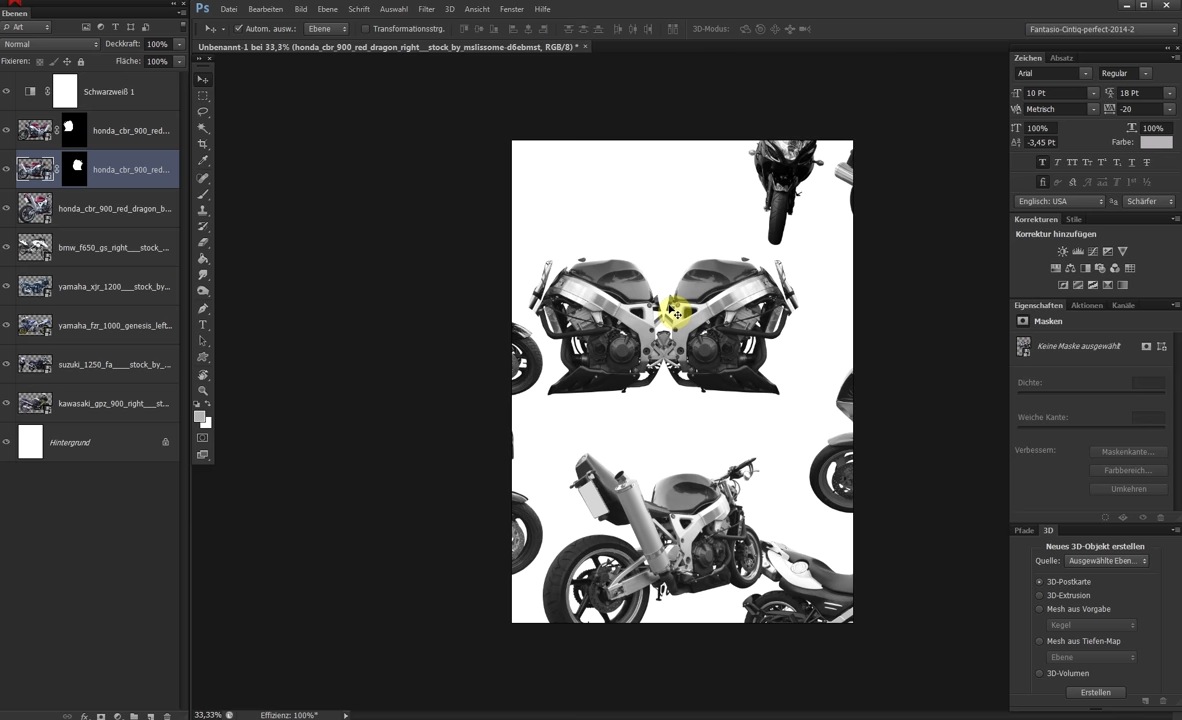 Ps Datei Bearbeiten Bild Ebene Schrift Auswahl Filter 3D Ansicht Fenster Hilfe
Autom. ausw.: Ebene Transformationsstrg. 3D-Modus: Fantasio-Cintiq-perfect-2014-2
Unbenannt-1 bei 33,3% (honda_cbr_900_red_dragon_right__stock_by_mslissome-d6ebmst, RGB/8) * ×
Ebenen
Art
Normal Deckkraft: 100%
Fixieren: Fläche: 100%
Schwarzweiß 1
honda_cbr_900_red...
honda_cbr_900_red...
honda_cbr_900_red_dragon_b...
bmw_f650_gs_right___stock_...
yamaha_xjr_1200___stock_by...
yamaha_fzr_1000_genesis_left...
suzuki_1250_fa____stock_by_...
kawasaki_gpz_900_right___st...
Hintergrund
Zeichen Absatz
Arial Regular
10 Pt 18 Pt
Metrisch -20
100% 100%
-3,45 Pt Farbe:
Englisch: USA Schärfer
Korrekturen Stile
Korrektur hinzufügen
Eigenschaften Aktionen Kanäle
Masken
Keine Maske ausgewählt
Dichte:
Weiche Kante:
Verbessern: Maskenkante...
Farbbereich...
Umkehren
Pfade 3D
Neues 3D-Objekt erstellen
Quelle: Ausgewählte Eben...
3D-Postkarte
3D-Extrusion
Mesh aus Vorgabe
Kegel
Mesh aus Tiefen-Map
Ebene
3D-Volumen
Erstellen
33,33% Effizienz: 100%*